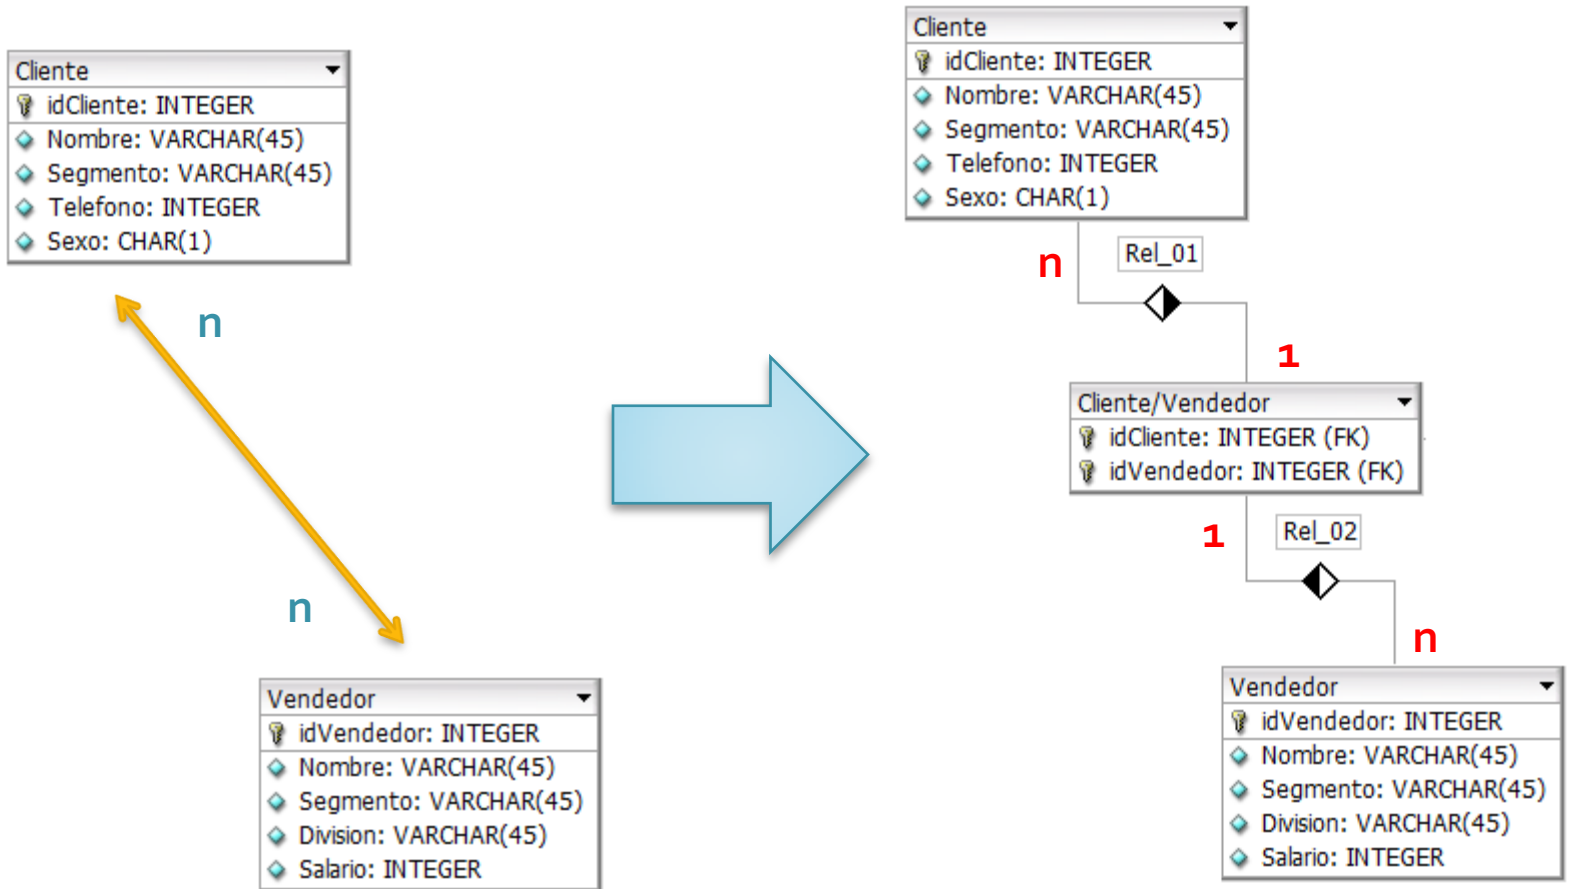 Cliente
idCliente: INTEGER
Nombre: VARCHAR(45)
Segmento: VARCHAR(45)
Telefono: INTEGER
Sexo: CHAR(1)
n
n
Vendedor
idVendedor: INTEGER
Nombre: VARCHAR(45)
Segmento: VARCHAR(45)
Division: VARCHAR(45)
Salario: INTEGER
Cliente
idCliente: INTEGER
Nombre: VARCHAR(45)
Segmento: VARCHAR(45)
Telefono: INTEGER
Sexo: CHAR(1)
n
Rel_01
1
Cliente/Vendedor
idCliente: INTEGER (FK)
idVendedor: INTEGER (FK)
1
Rel_02
n
Vendedor
idVendedor: INTEGER
Nombre: VARCHAR(45)
Segmento: VARCHAR(45)
Division: VARCHAR(45)
Salario: INTEGER